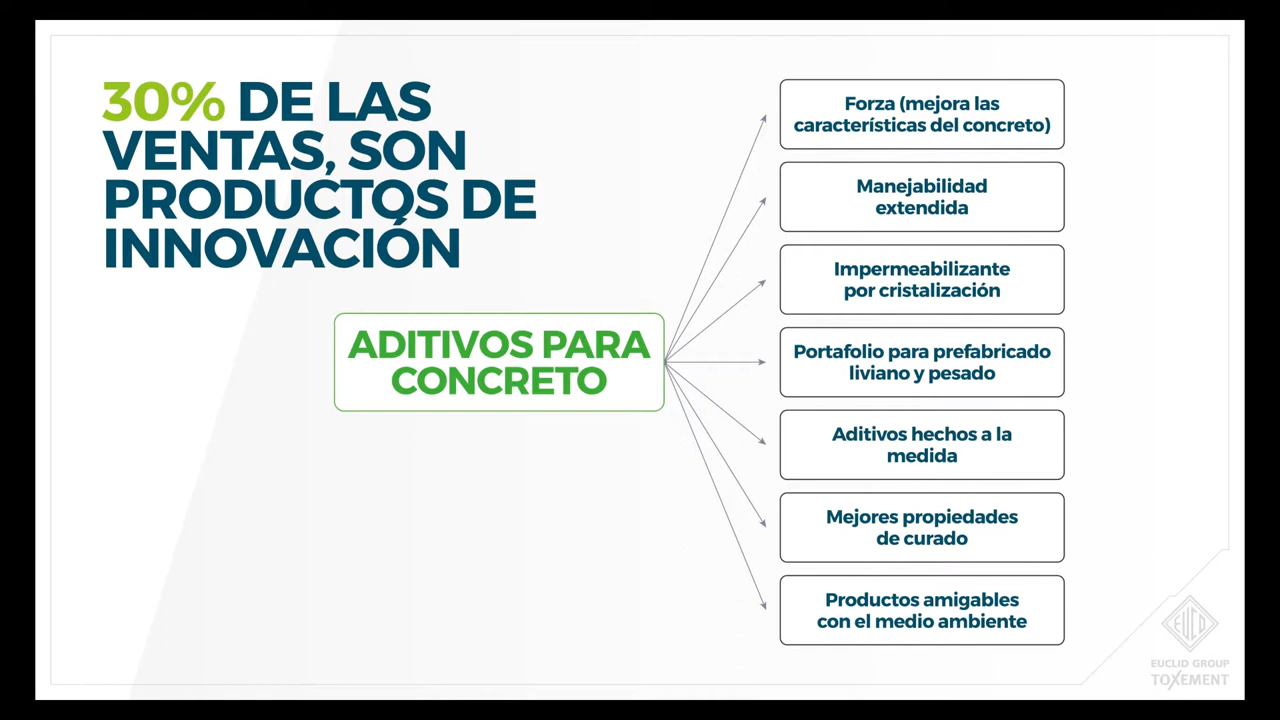 30% DE LAS
VENTAS, SON
PRODUCTOS DE
INNOVACIÓN
ADITIVOS PARA
CONCRETO
Forza (mejora las
características del concreto)
Manejabilidad
extendida
Impermeabilizante
por cristalización
Portafolio para prefabricado
liviano y pesado
Aditivos hechos a la
medida
Mejores propiedades
de curado
Productos amigables
con el medio ambiente
EUCO
EUCLID GROUP
TOXEMENT